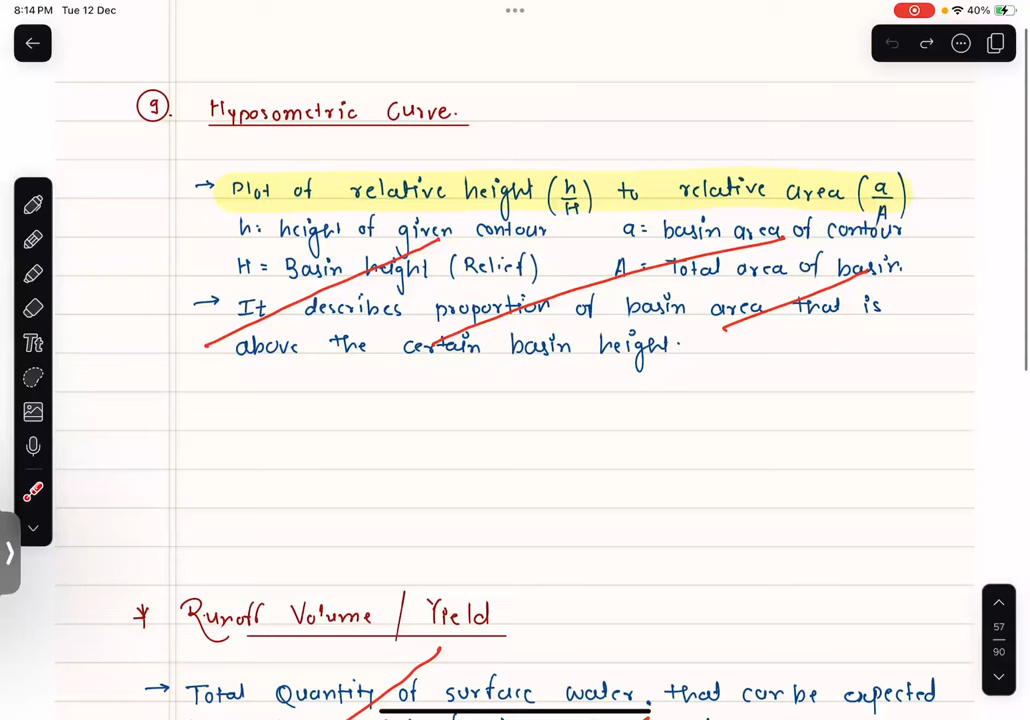 8:14 PM Tue 12 Dec
40%
9. Hyposometric Curve.
→ Plot of relative height (h/H) to relative area (a/A)
h: height of given contour a = basin area of contour
H = Basin height (Relief) A = Total area of basin.
→ It describes proportion of basin area that is
above the certain basin height.
Tt
57
90
* Runoff Volume / Yield
→ Total Quantity of surface water, that can be expected